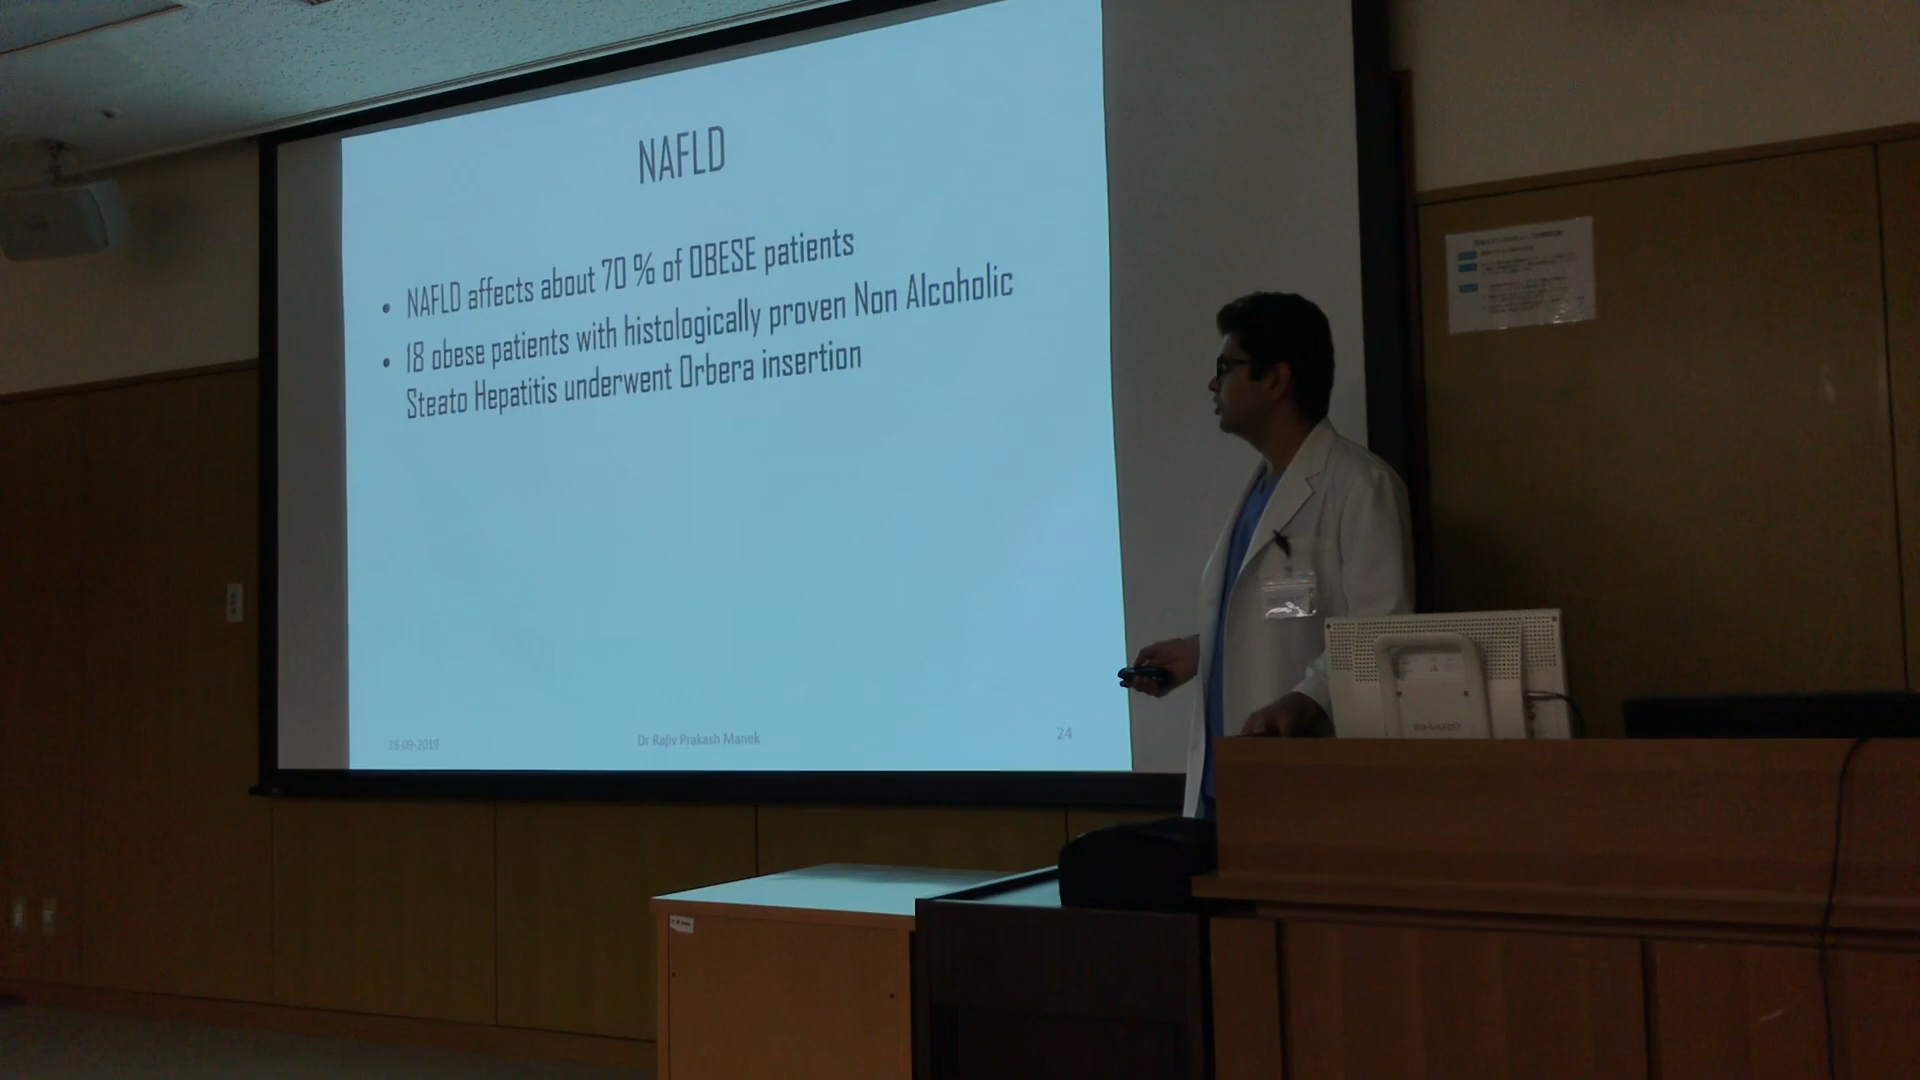 NAFLD
• NAFLD affects about 70 % of OBESE patients
• 18 obese patients with histologically proven Non Alcoholic
Steato Hepatitis underwent Orbera insertion
28-09-2019
Dr Rajiv Prakash Manek
24
SHARP